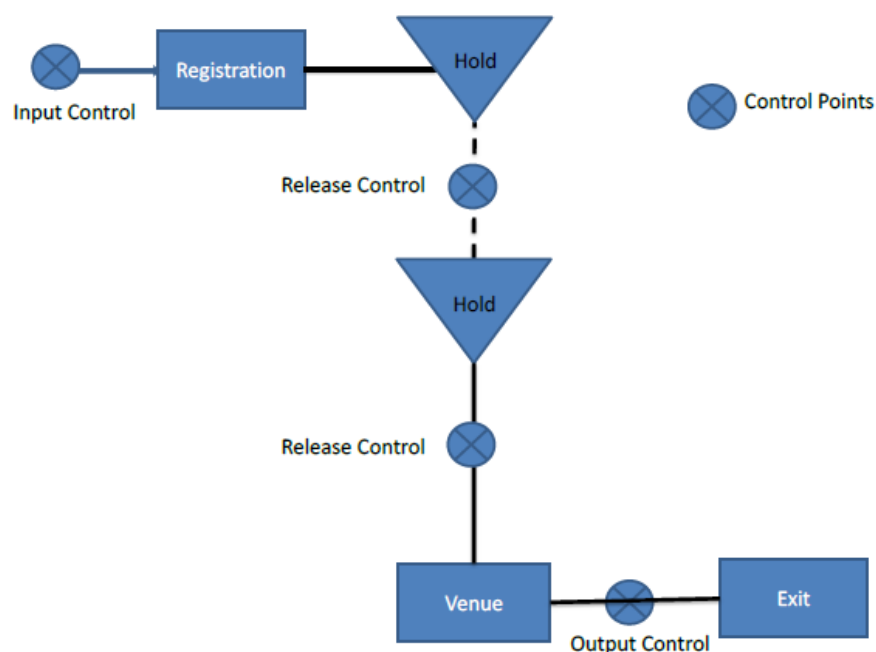 Registration
Hold
Input Control
Control Points
Release Control
Hold
Release Control
Venue
Exit
Output Control